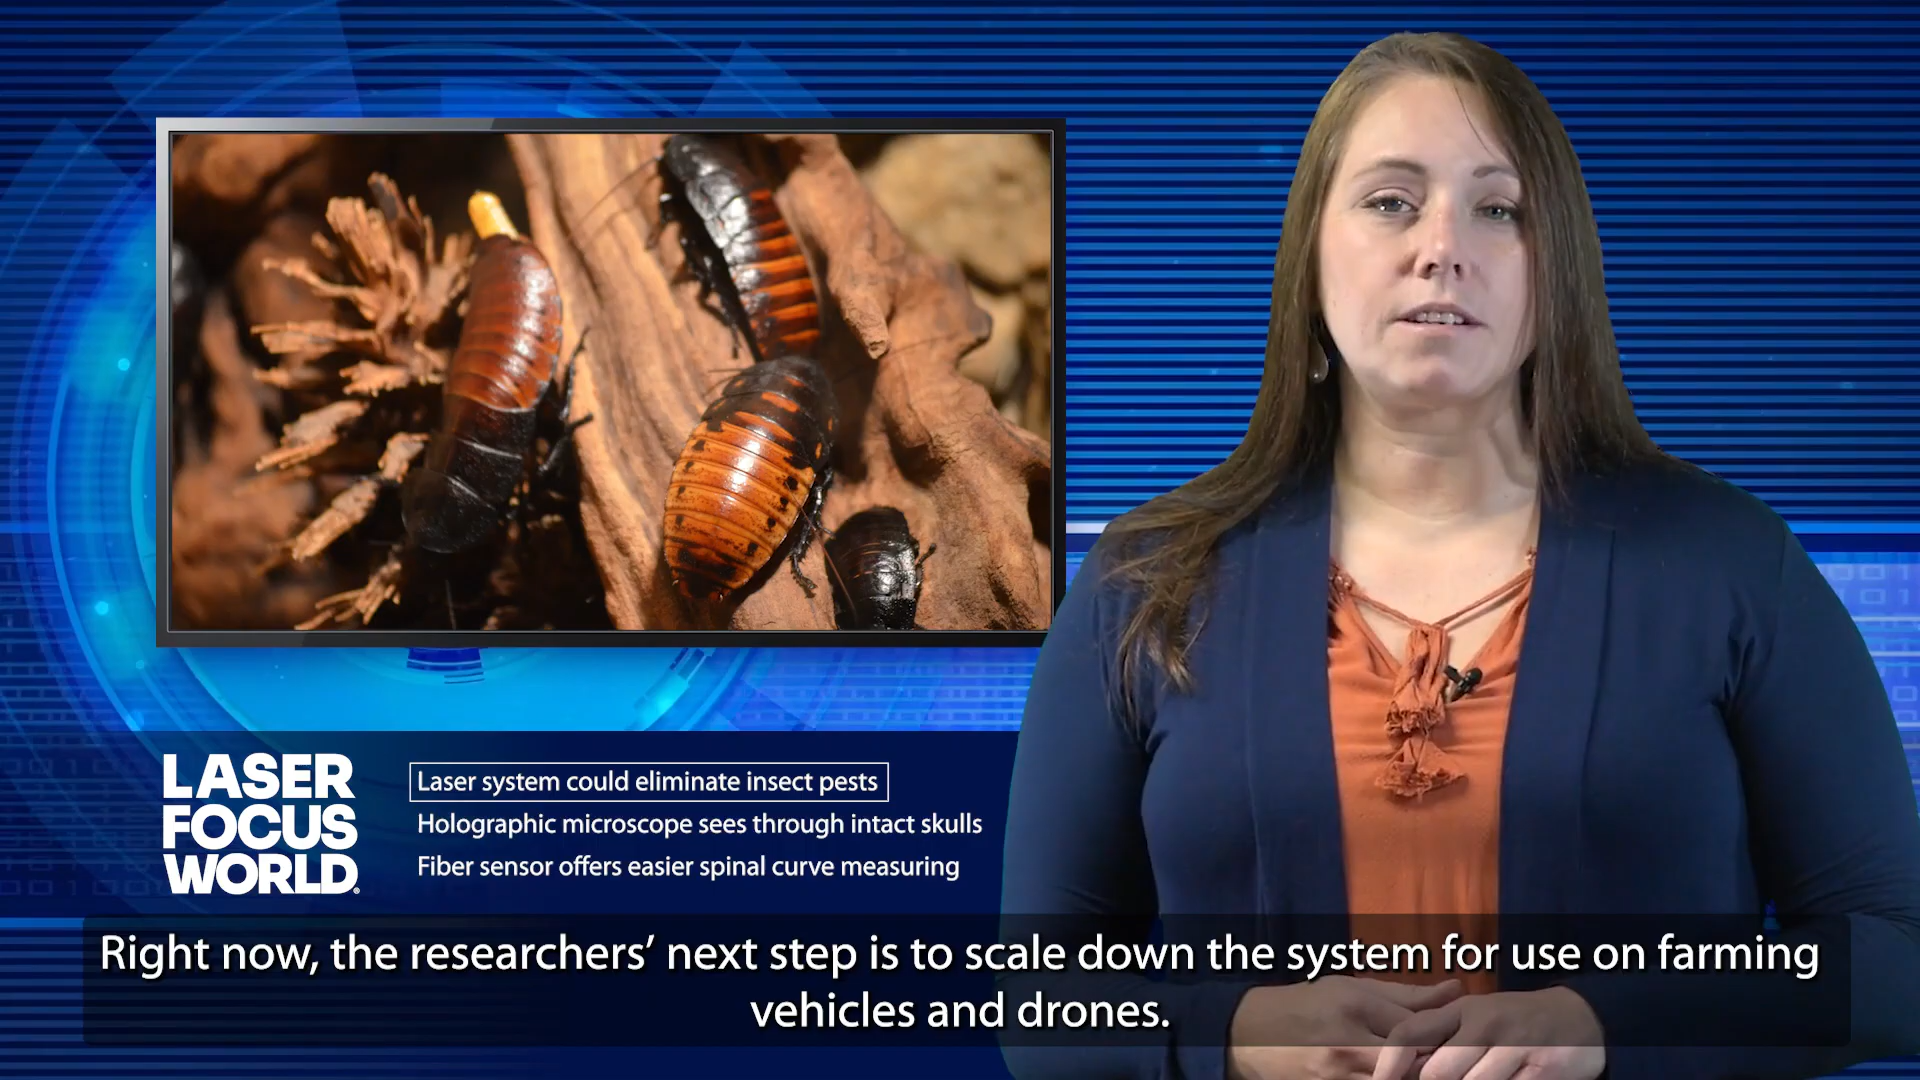 LASER
FOCUS
WORLD
Laser system could eliminate insect pests
Holographic microscope sees through intact skulls
Fiber sensor offers easier spinal curve measuring
Right now, the researchers’ next step is to scale down the system for use on farming
vehicles and drones.